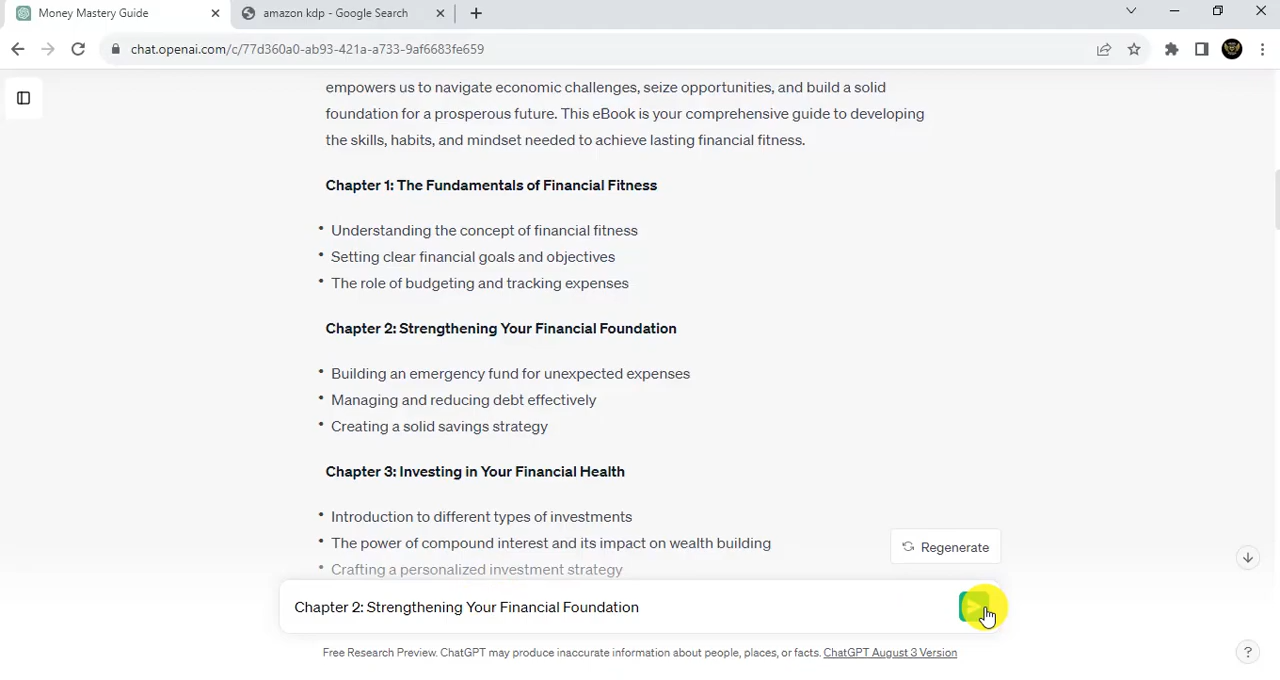 Money Mastery Guide
amazon kdp - Google Search
chat.openai.com/c/77d360a0-ab93-421a-a733-9af6683fe659
empowers us to navigate economic challenges, seize opportunities, and build a solid
foundation for a prosperous future. This eBook is your comprehensive guide to developing
the skills, habits, and mindset needed to achieve lasting financial fitness.
Chapter 1: The Fundamentals of Financial Fitness
• Understanding the concept of financial fitness
• Setting clear financial goals and objectives
• The role of budgeting and tracking expenses
Chapter 2: Strengthening Your Financial Foundation
• Building an emergency fund for unexpected expenses
• Managing and reducing debt effectively
• Creating a solid savings strategy
Chapter 3: Investing in Your Financial Health
• Introduction to different types of investments
• The power of compound interest and its impact on wealth building
• Crafting a personalized investment strategy
Regenerate
Chapter 2: Strengthening Your Financial Foundation
Free Research Preview. ChatGPT may produce inaccurate information about people, places, or facts. ChatGPT August 3 Version
?